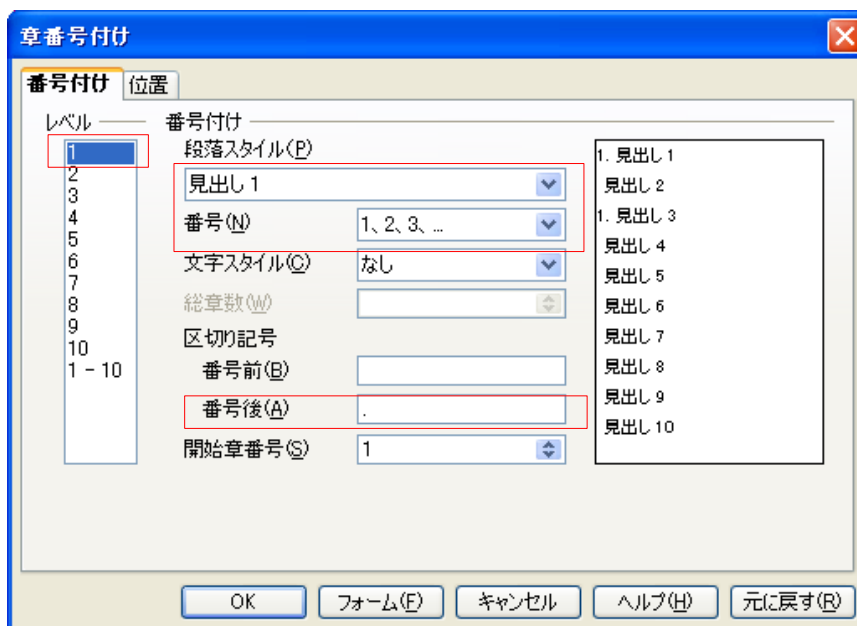 章番号付け
番号付け 位置
レベル
1
2
3
4
5
6
7
8
9
10
1 - 10
番号付け
段落スタイル(P)
見出し 1
番号(N) 1、2、3、...
文字スタイル(C) なし
総章数(W)
区切り記号
番号前(B)
番号後(A) .
開始章番号(S) 1
1. 見出し 1
見出し 2
1. 見出し 3
見出し 4
見出し 5
見出し 6
見出し 7
見出し 8
見出し 9
見出し 10
OK フォーム(F) キャンセル ヘルプ(H) 元に戻す(R)